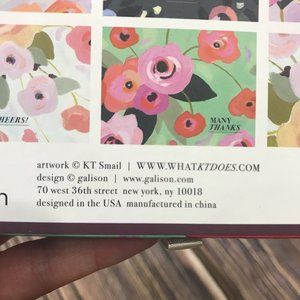 CHEERS!
MANY
THANKS
artwork © KT Smail | WWW.WHATKTDOES.COM
design © galison | www.galison.com
70 west 36th street new york, ny 10018
designed in the USA manufactured in china